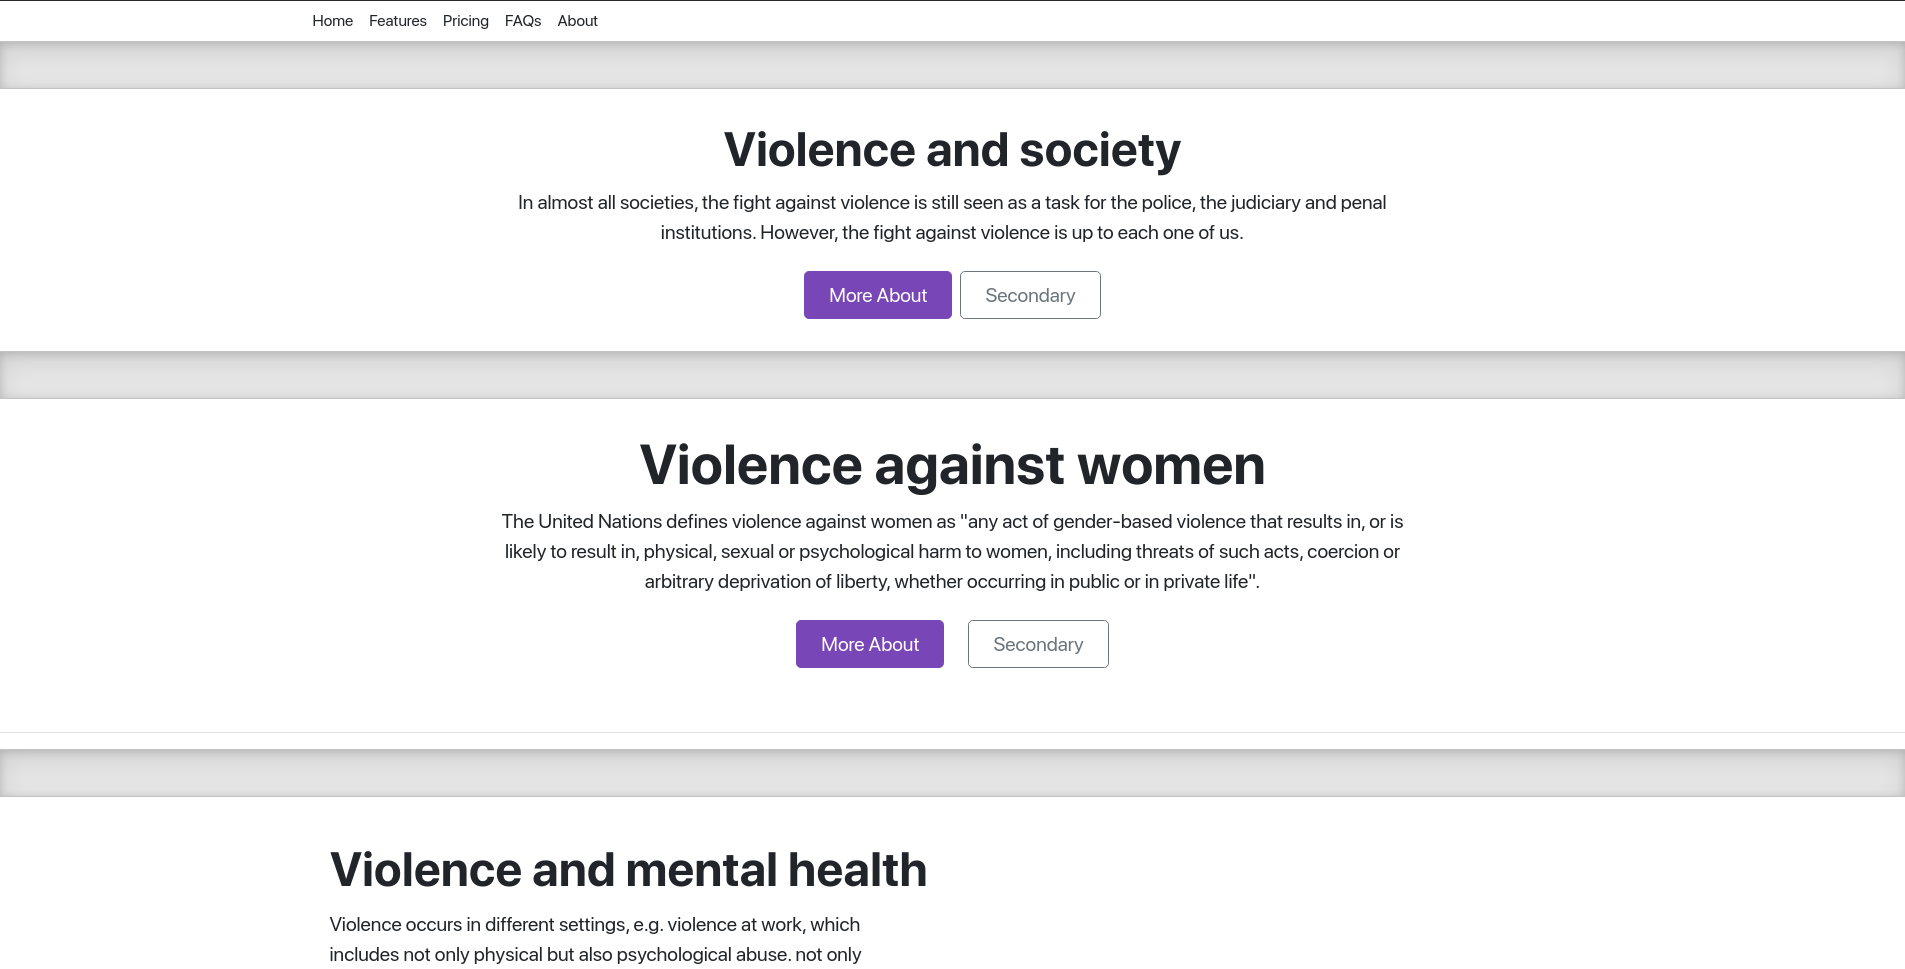 Home Features Pricing FAQs About
Violence and society
In almost all societies, the fight against violence is still seen as a task for the police, the judiciary and penal
institutions. However, the fight against violence is up to each one of us.
More About Secondary
Violence against women
The United Nations defines violence against women as "any act of gender-based violence that results in, or is
likely to result in, physical, sexual or psychological harm to women, including threats of such acts, coercion or
arbitrary deprivation of liberty, whether occurring in public or in private life".
More About Secondary
Violence and mental health
Violence occurs in different settings, e.g. violence at work, which
includes not only physical but also psychological abuse. not only